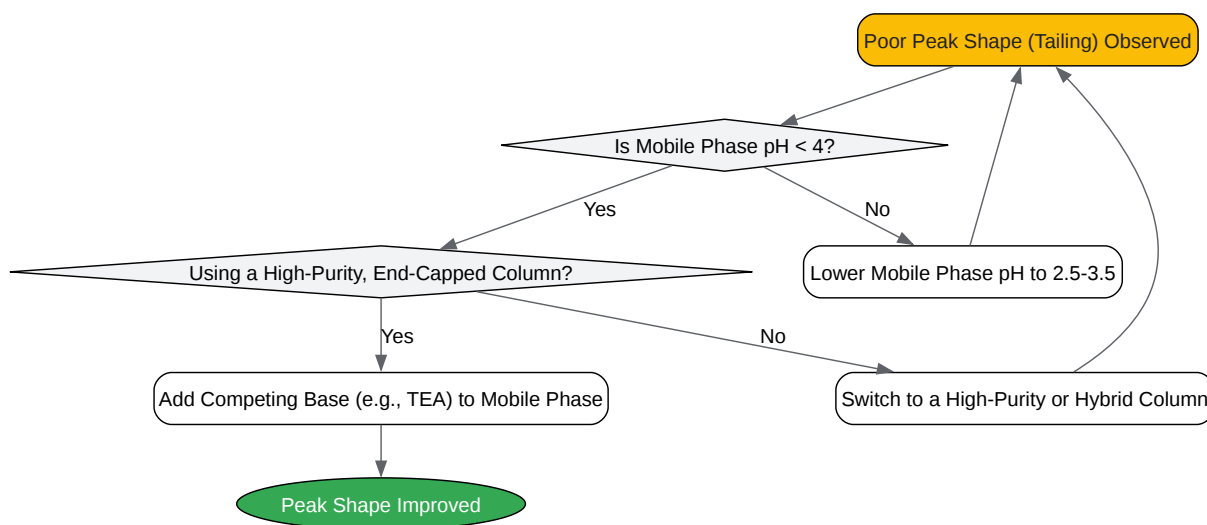 Poor Peak Shape (Tailing) Observed
Is Mobile Phase pH < 4?
Yes
No
Using a High-Purity, End-Capped Column?
Lower Mobile Phase pH to 2.5-3.5
Yes
No
Add Competing Base (e.g., TEA) to Mobile Phase
Switch to a High-Purity or Hybrid Column
Peak Shape Improved